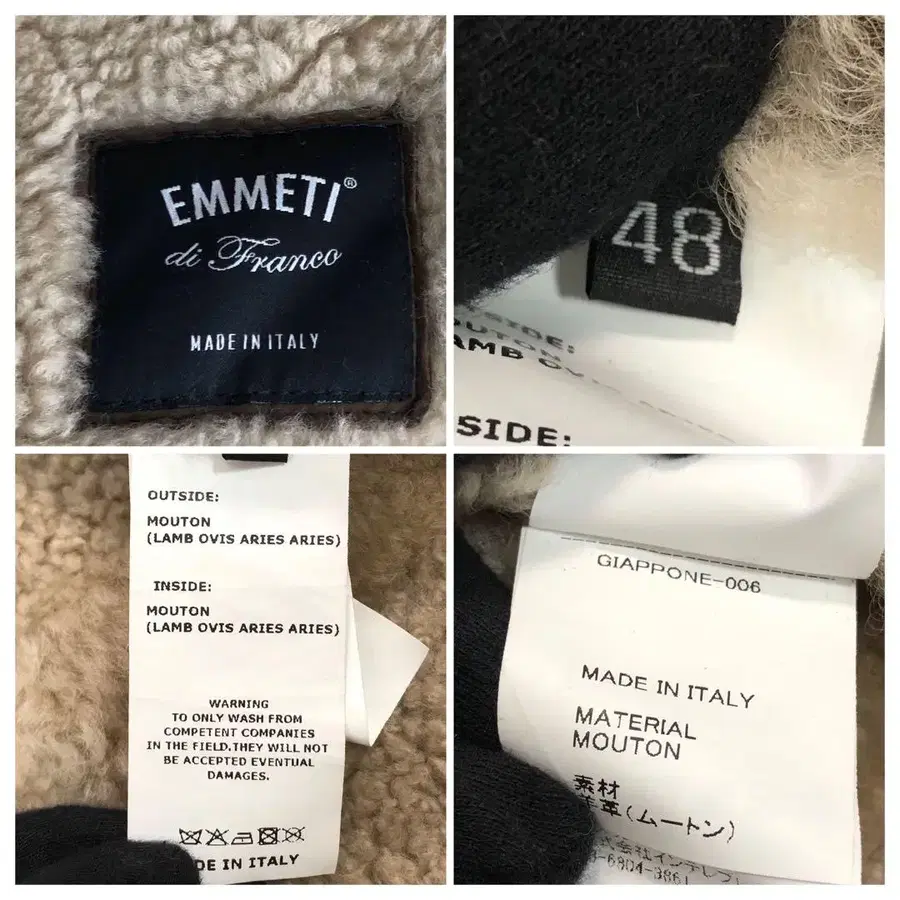 EMMETI®
di Franco
MADE IN ITALY
48
SIDE:
OUTSIDE:
MOUTON
(LAMB OVIS ARIES ARIES)
INSIDE:
MOUTON
(LAMB OVIS ARIES ARIES)
WARNING
TO ONLY WASH FROM
COMPETENT COMPANIES
IN THE FIELD.THEY WILL NOT
BE ACCEPTED EVENTUAL
DAMAGES.
DE IN ITALY
GIAPPONE-006
MADE IN ITALY
MATERIAL
MOUTON
素材
羊革(ムートン)